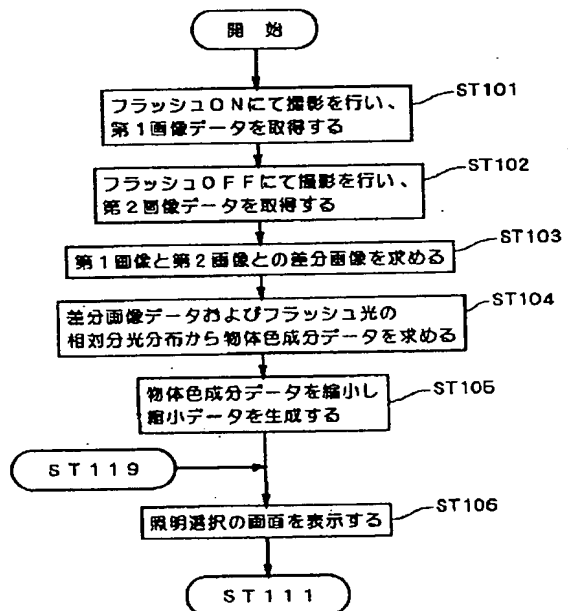 開 始
フラッシュONにて撮影を行い、
第1画像データを取得する
ST101
フラッシュOFFにて撮影を行い、
第2画像データを取得する
ST102
第1画像と第2画像との差分画像を求める
ST103
差分画像データおよびフラッシュ光の
相対分光分布から物体色成分データを求める
ST104
物体色成分データを縮小し
縮小データを生成する
ST105
ST119
照明選択の画面を表示する
ST106
ST111